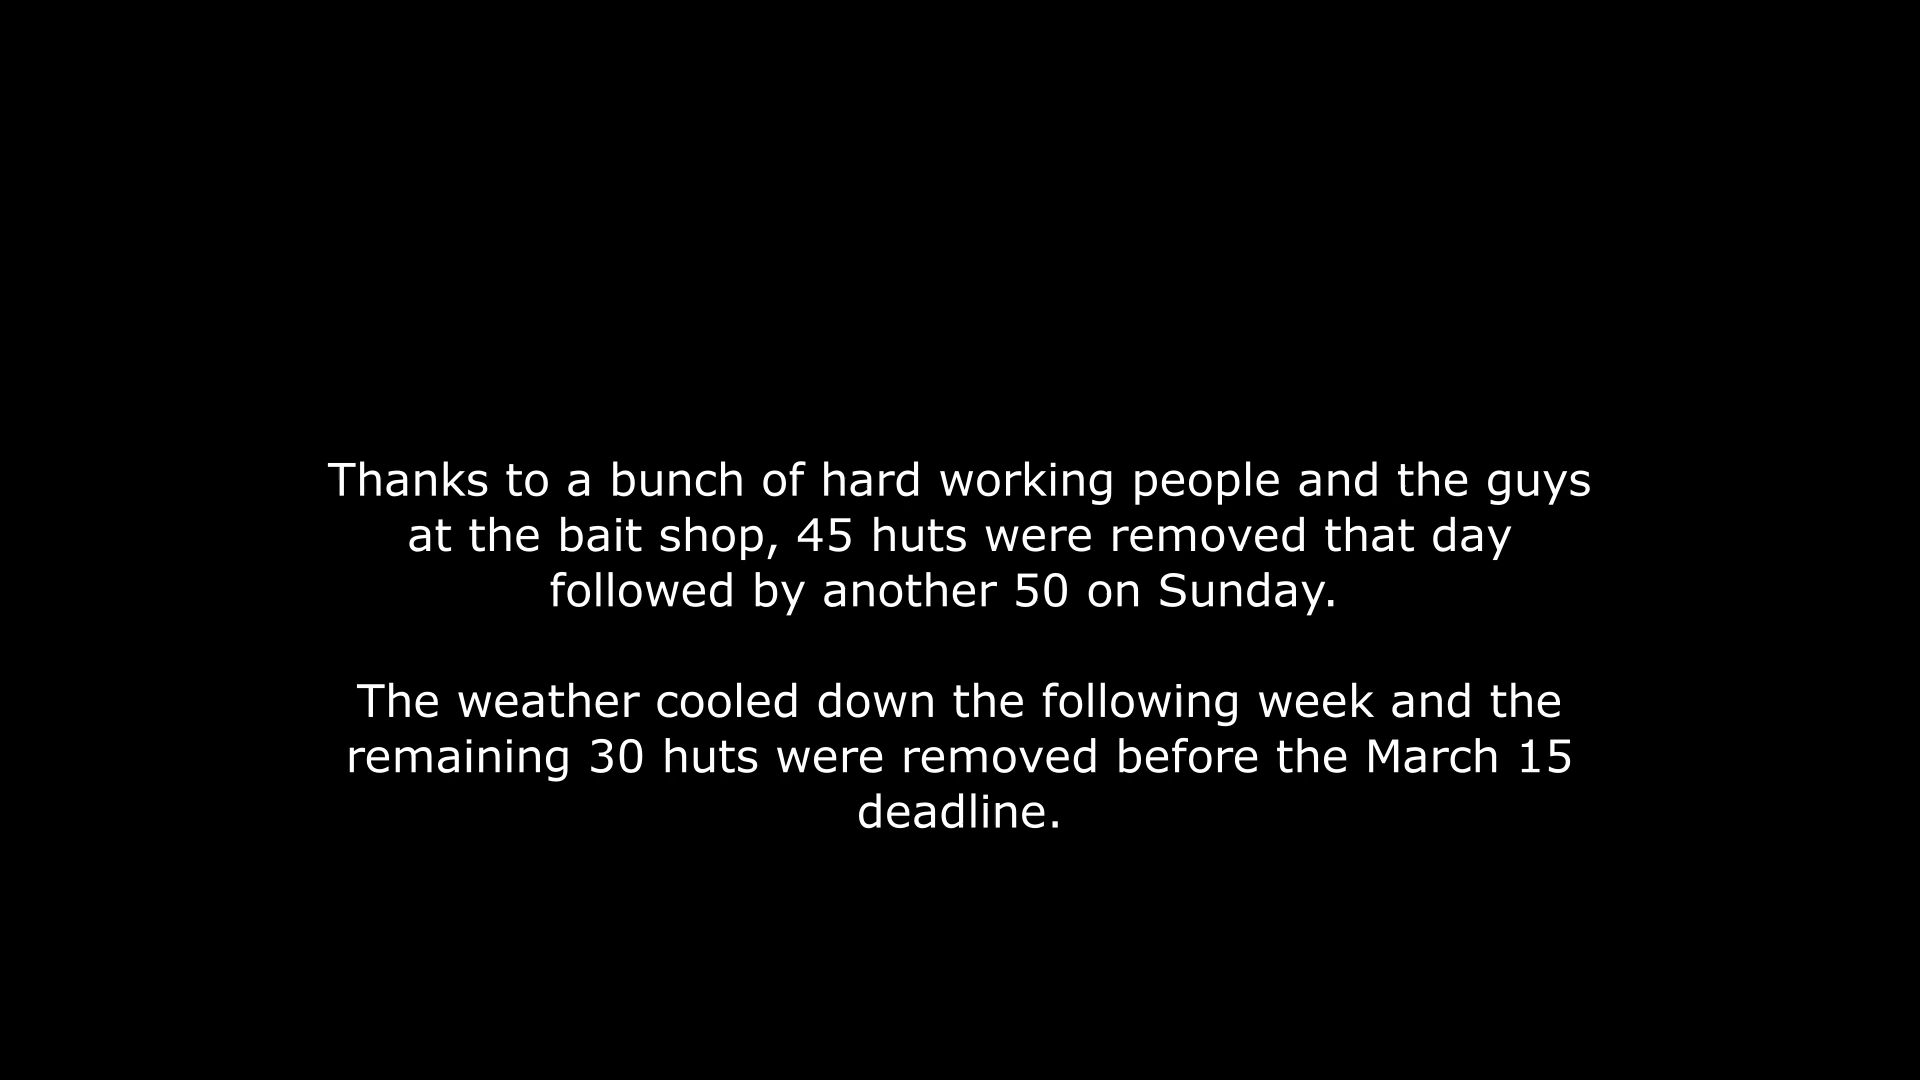 Thanks to a bunch of hard working people and the guys
at the bait shop, 45 huts were removed that day
followed by another 50 on Sunday.
The weather cooled down the following week and the
remaining 30 huts were removed before the March 15
deadline.